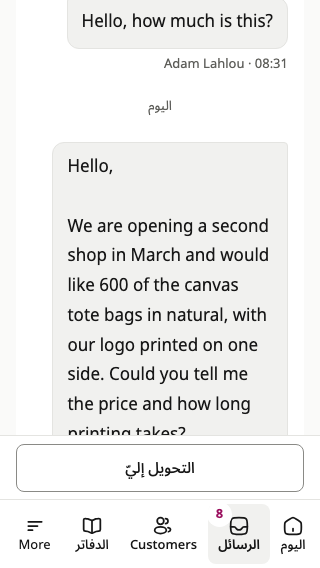 Hello, how much is this?
Adam Lahlou · 08:31
اليوم
Hello,
We are opening a second
shop in March and would
like 600 of the canvas
tote bags in natural, with
our logo printed on one
side. Could you tell me
the price and how long
printing takes?
التحويل إليّ
اليوم
الرسائل
8
Customers
الدفاتر
More